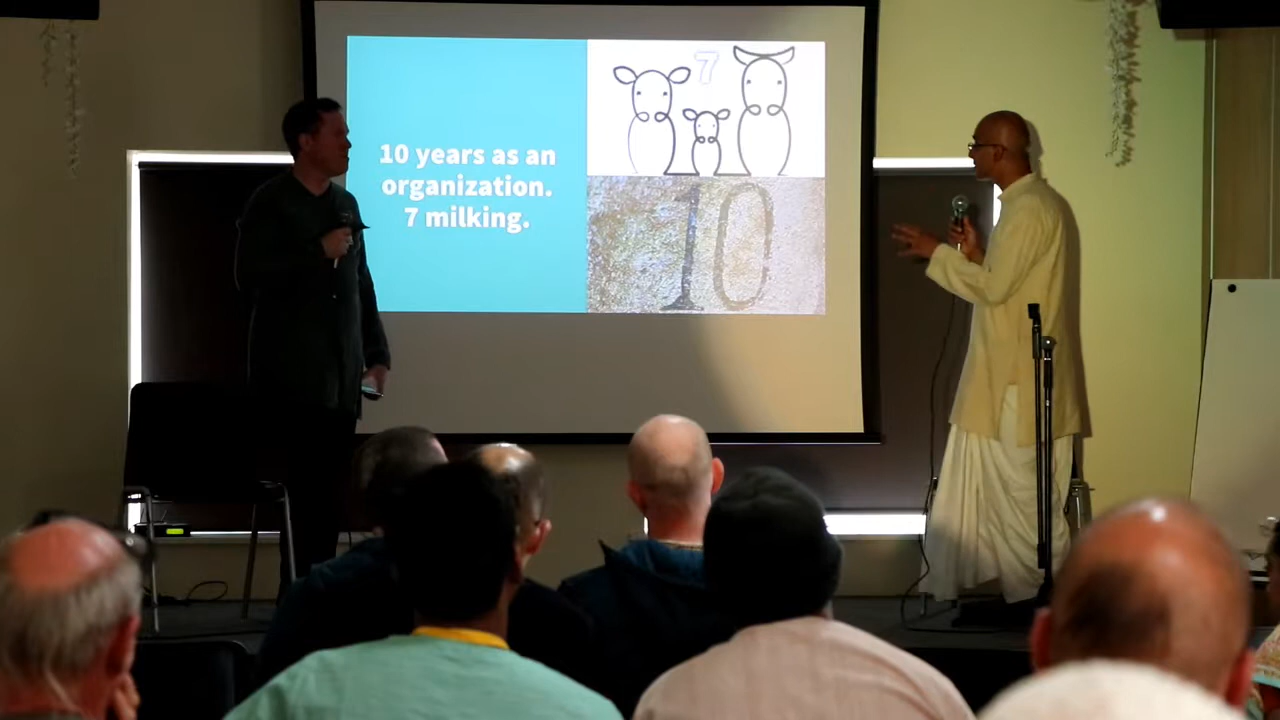 10 years as an
organization.
7 milking.
7
10